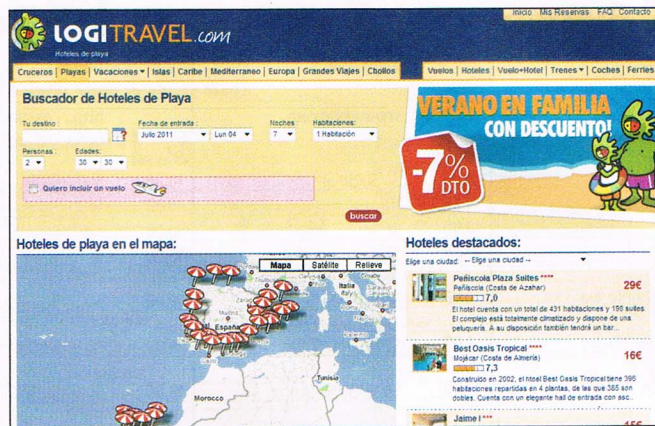 Inicio Mis Reservas FAQ Contacto
LOGITRAVEL.com
Hoteles de playa
Cruceros | Playas | Vacaciones | Islas | Caribe | Mediterraneo | Europa | Grandes Viajes | Chollos
Vuelos | Hoteles | Vuelo+Hotel | Trenes | Coches | Ferries
Buscador de Hoteles de Playa
Tu destino:
Fecha de entrada:
Noches:
Habitaciones:
Julio 2011
Lun 04
7
1 Habitación
Personas:
Edades:
2
30
30
Quiero incluir un vuelo
buscar
VERANO EN FAMILIA
CON DESCUENTO!
-7%
DTO
Hoteles de playa en el mapa:
Mapa Satélite Relieve
Italia
España
Tunisia
Morocco
Hoteles destacados:
Elige una ciudad: -- Elige una ciudad --
Peñiscola Plaza Suites ****
29€
Peñiscola (Costa de Azahar)
7,0
El hotel cuenta con un total de 431 habitaciones y 198 suites.
El complejo está totalmente climatizado y dispone de una
peluquería. A su disposición también tendrá un bar...
Best Oasis Tropical ****
16€
Mojácar (Costa de Almería)
7,3
Construido en 2002, el hotel Best Oasis Tropical tiene 395
habitaciones repartidas en 4 plantas, de las que 385 son
dobles. Cuenta con un elegante hall de entrada con asc..
Jaime I ***
15€